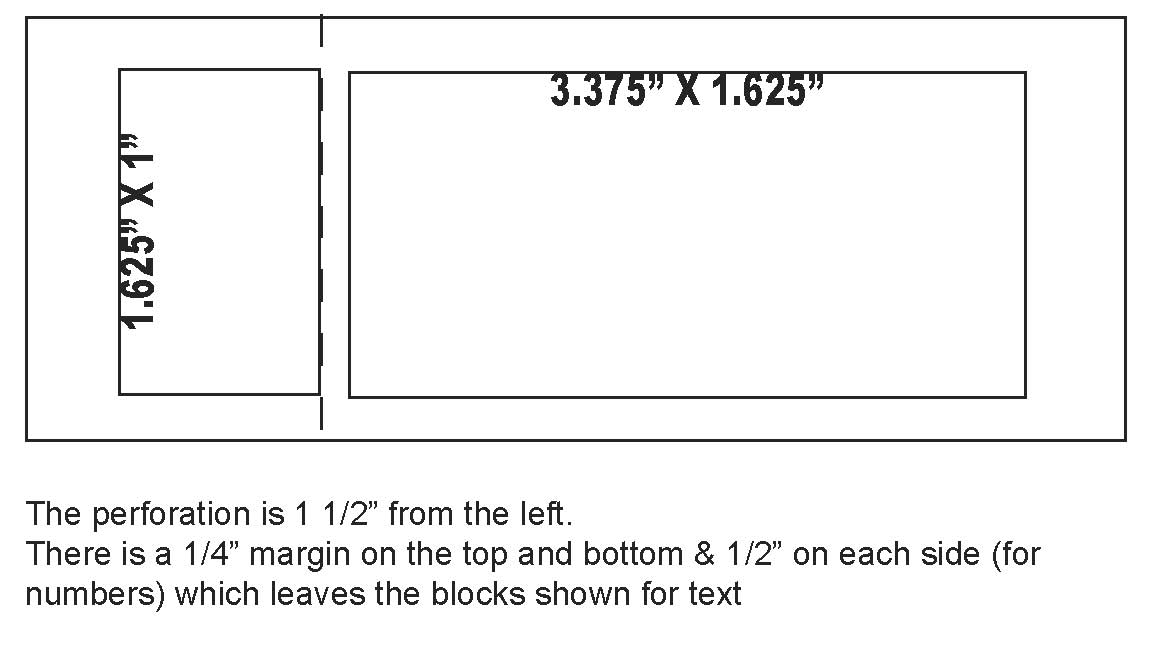 3.375” X 1.625”
1.625” X 1”
The perforation is 1 1/2” from the left.
There is a 1/4” margin on the top and bottom & 1/2” on each side (for
numbers) which leaves the blocks shown for text